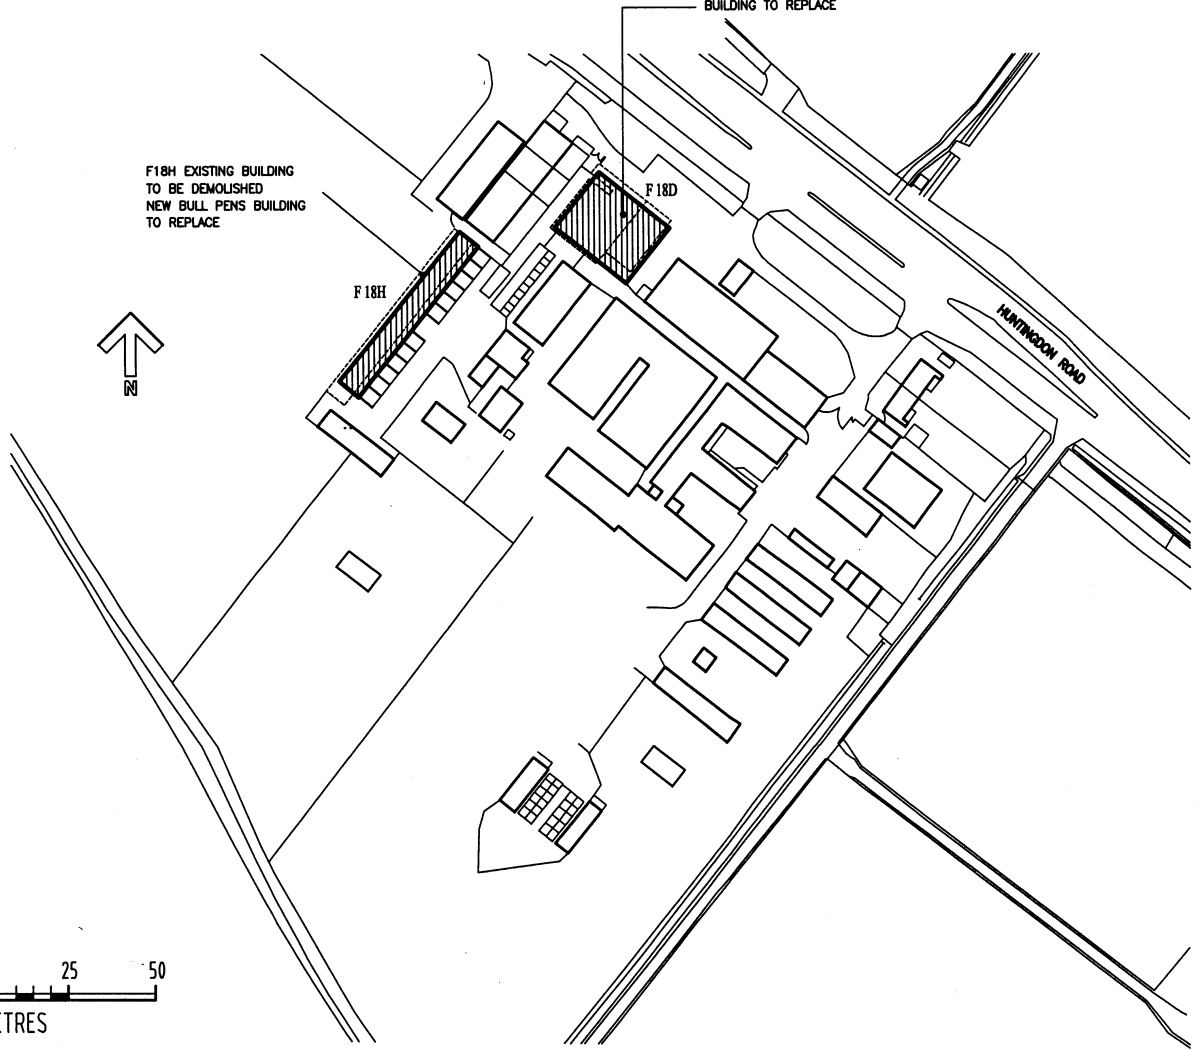 BUILDING TO REPLACE
F18H EXISTING BUILDING
TO BE DEMOLISHED
NEW BULL PENS BUILDING
TO REPLACE
F 18D
F 18H
HUNTINGDON ROAD
N
25 50
ETRES